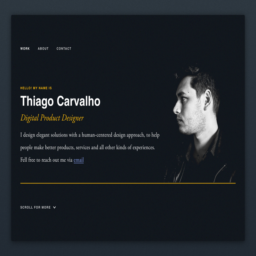 WORK ABOUT CONTACT
HELLO! MY NAME IS
Thiago Carvalho
Digital Product Designer
I design elegant solutions with a human-centered design approach, to help
people make better products, services and all other kinds of experiences.
Fell free to reach our me via email
SCROLL FOR MORE